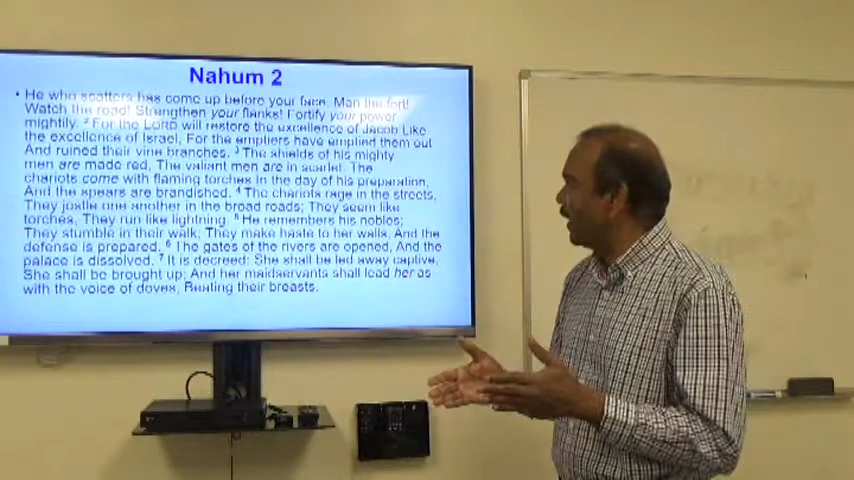 Nahum 2
• He who scatters has come up before your face. Man the fort!
Watch the road! Strengthen your flanks! Fortify your power
mightily. 2 For the LORD will restore the excellence of Jacob Like
the excellence of Israel, For the emptiers have emptied them out
And ruined their vine branches. 3 The shields of his mighty
men are made red, The valiant men are in scarlet. The
chariots come with flaming torches in the day of his preparation,
And the spears are brandished. 4 The chariots rage in the streets,
They jostle one another in the broad roads; They seem like
torches, They run like lightning. 5 He remembers his nobles;
They stumble in their walk; They make haste to her walls, And the
defense is prepared. 6 The gates of the rivers are opened, And the
palace is dissolved. 7 It is decreed: She shall be led away captive,
She shall be brought up; And her maidservants shall lead her as
with the voice of doves, Beating their breasts.